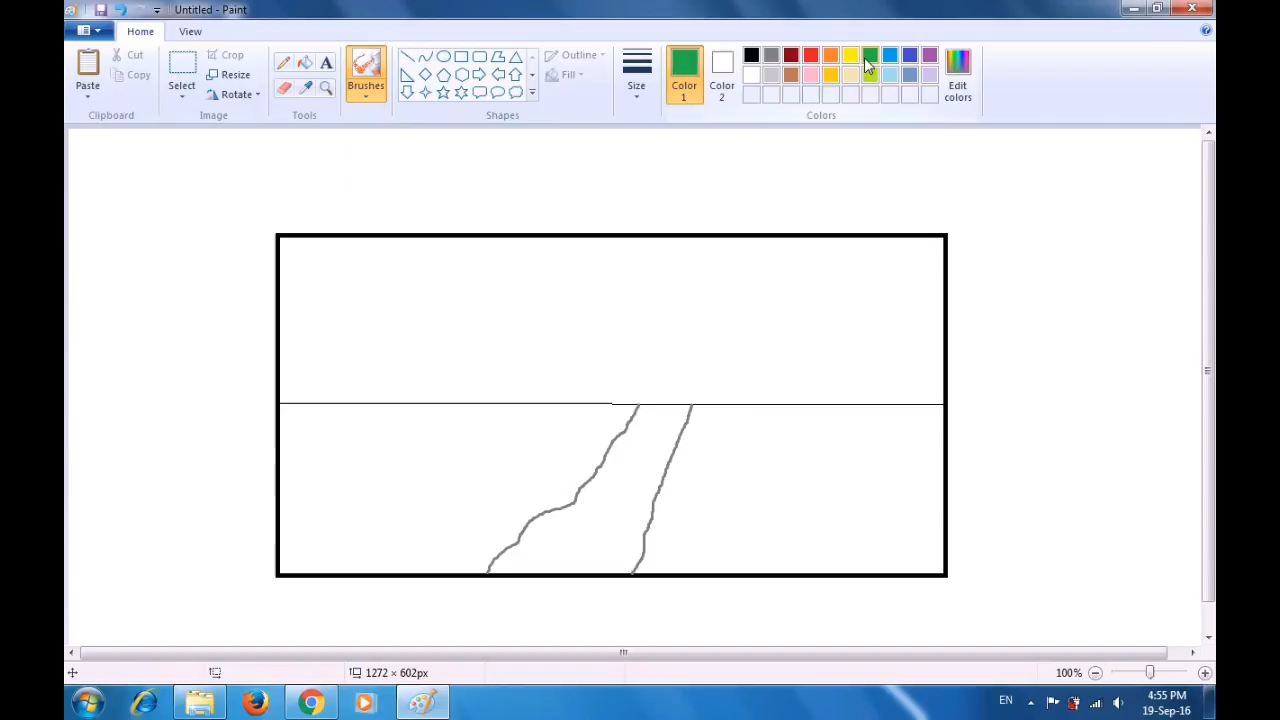 Untitled - Paint
Home View
Paste Cut Copy
Clipboard
Select Crop Resize Rotate
Image
A
Tools
Brushes
Outline
Fill
Shapes
Size
Color 1
Color 2
Edit colors
Colors
1272 × 602px
100%
EN
4:55 PM
19-Sep-16